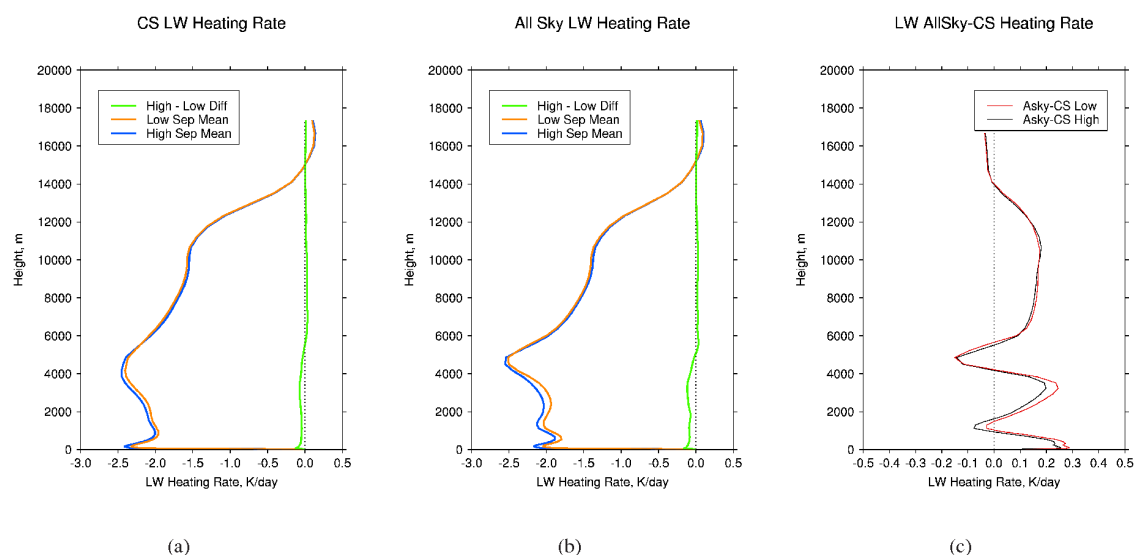 CS LW Heating Rate
20000
18000
16000
14000
12000
10000
8000
6000
4000
2000
0
Height, m
High - Low Diff
Low Sep Mean
High Sep Mean
-3.0 -2.5 -2.0 -1.5 -1.0 -0.5 0.0 0.5
LW Heating Rate, K/day
(a)
All Sky LW Heating Rate
20000
18000
16000
14000
12000
10000
8000
6000
4000
2000
0
Height, m
High - Low Diff
Low Sep Mean
High Sep Mean
-3.0 -2.5 -2.0 -1.5 -1.0 -0.5 0.0 0.5
LW Heating Rate, K/day
(b)
LW AllSky-CS Heating Rate
20000
18000
16000
14000
12000
10000
8000
6000
4000
2000
0
Height, m
Asky-CS Low
Asky-CS High
-0.5 -0.4 -0.3 -0.2 -0.1 0.0 0.1 0.2 0.3 0.4 0.5
LW Heating Rate, K/day
(c)